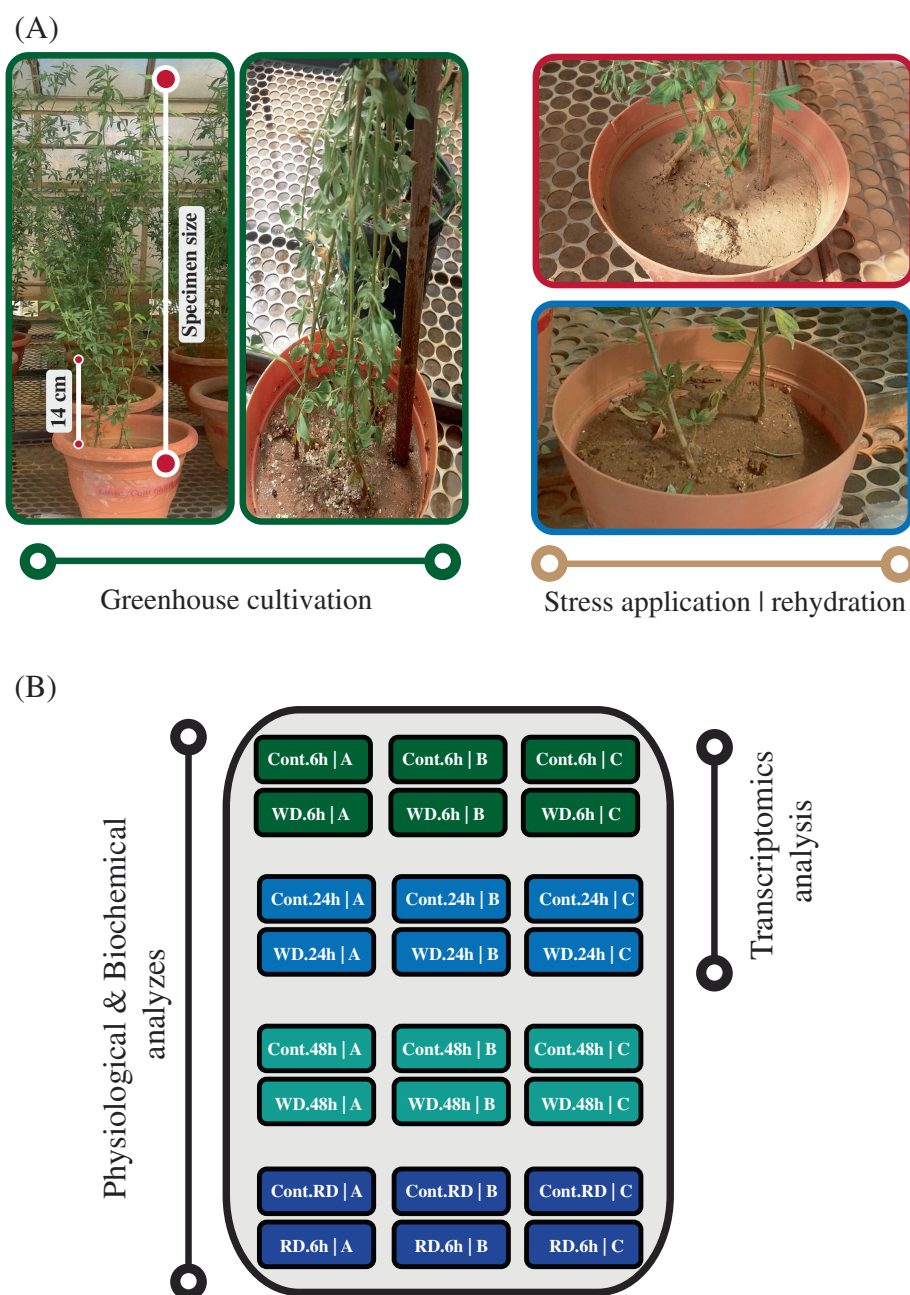 (A)
Specimen size
14 cm
Greenhouse cultivation
Stress application | rehydration
(B)
Physiological & Biochemical
analyzes
Cont.6h | A
Cont.6h | B
Cont.6h | C
WD.6h | A
WD.6h | B
WD.6h | C
Cont.24h | A
Cont.24h | B
Cont.24h | C
WD.24h | A
WD.24h | B
WD.24h | C
Cont.48h | A
Cont.48h | B
Cont.48h | C
WD.48h | A
WD.48h | B
WD.48h | C
Cont.RD | A
Cont.RD | B
Cont.RD | C
RD.6h | A
RD.6h | B
RD.6h | C
Transcriptomics
analysis